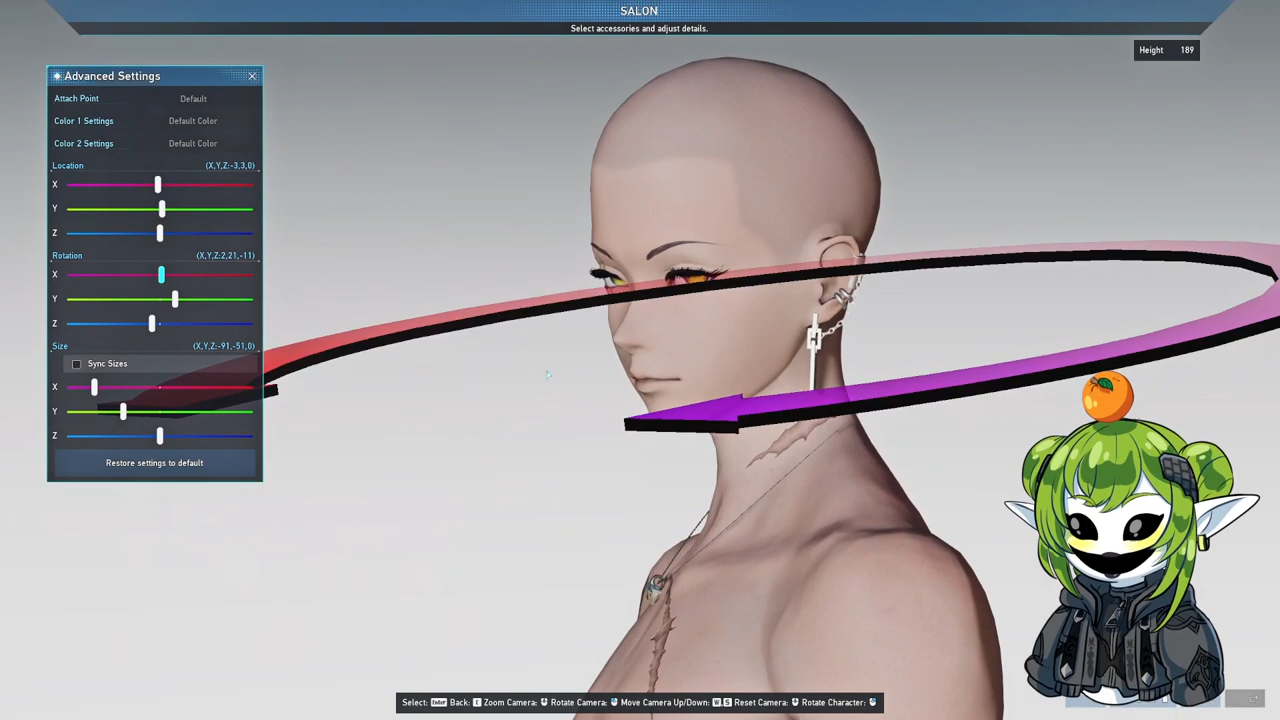 SALON
Select accessories and adjust details.
Height 189
Advanced Settings
Attach Point Default
Color 1 Settings Default Color
Color 2 Settings Default Color
Location (X,Y,Z:-3,3,0)
X
Y
Z
Rotation (X,Y,Z:2,21,-11)
X
Y
Z
Size (X,Y,Z:-91,-51,0)
Sync Sizes
X
Y
Z
Restore settings to default
Select: Enter Back: E Zoom Camera: Rotate Camera: Move Camera Up/Down: W,S Reset Camera: Rotate Character: